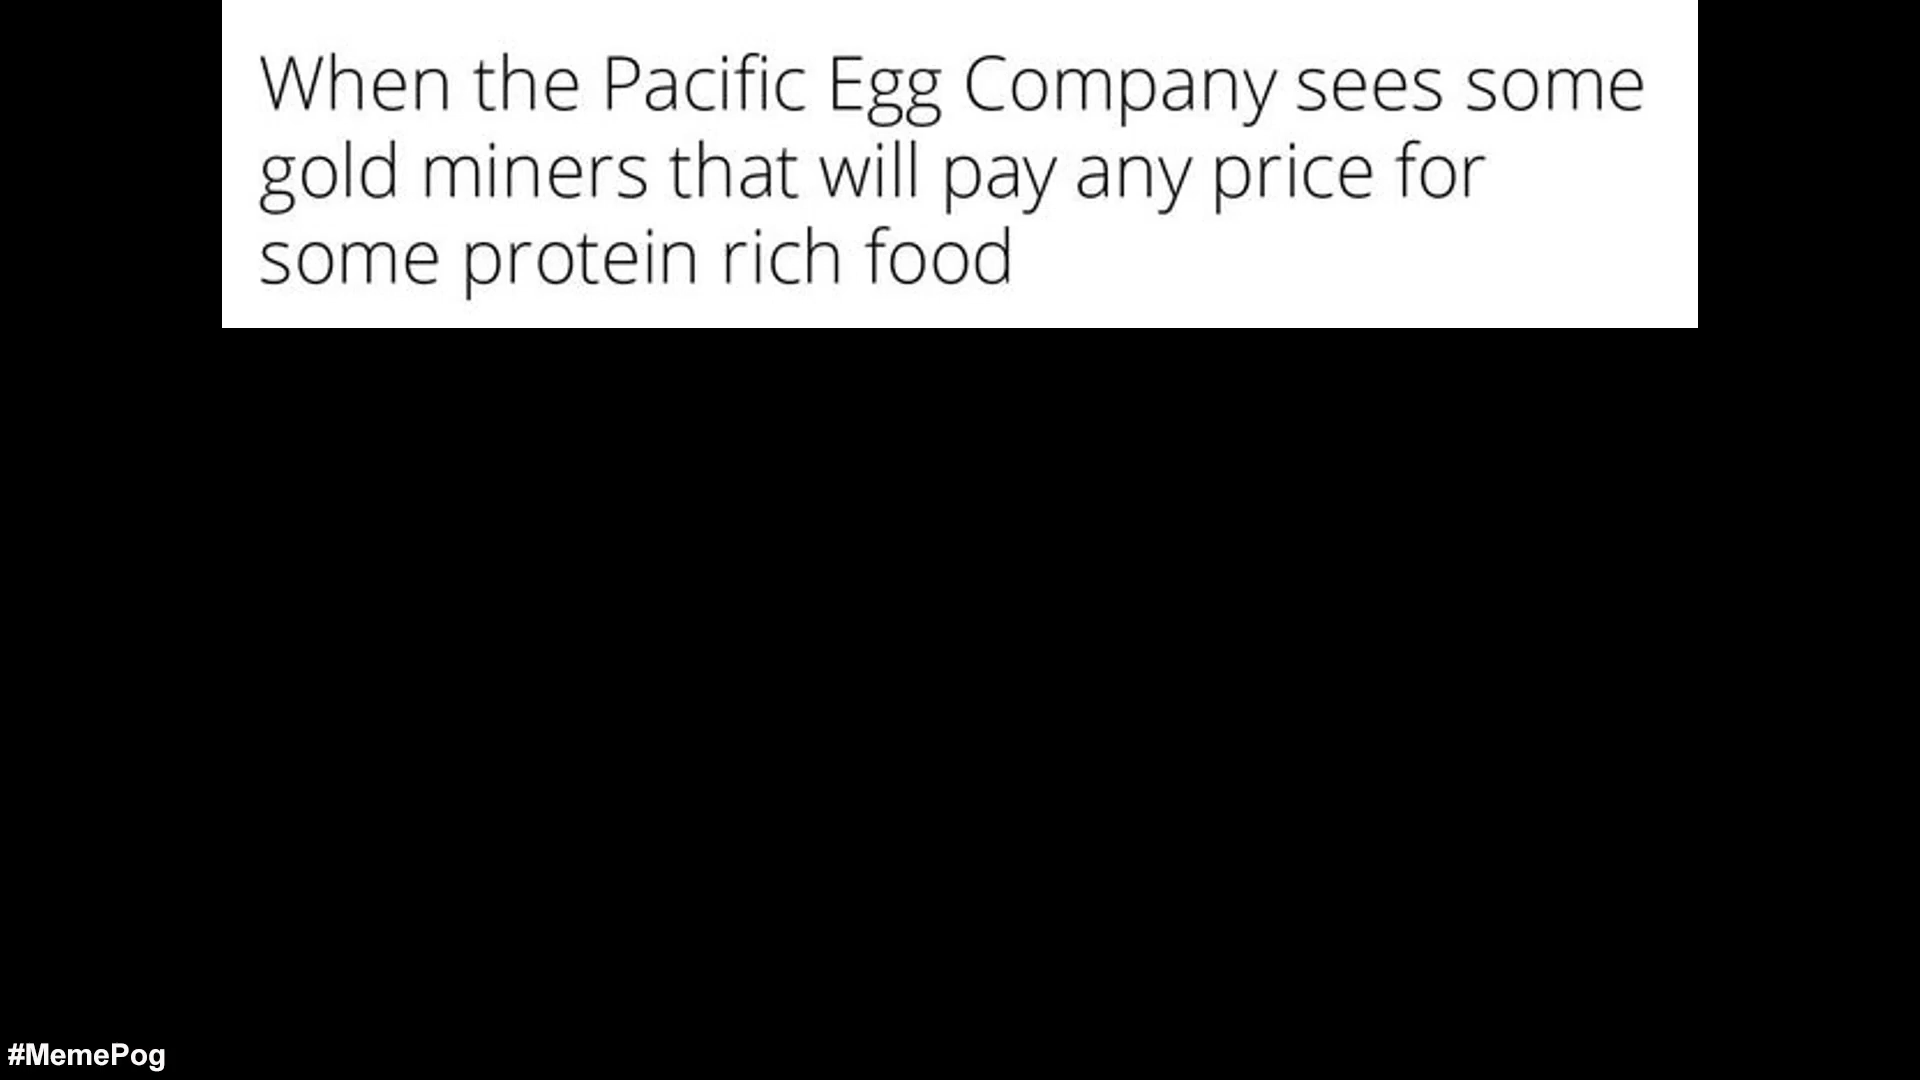 When the Pacific Egg Company sees some
gold miners that will pay any price for
some protein rich food
#MemePog